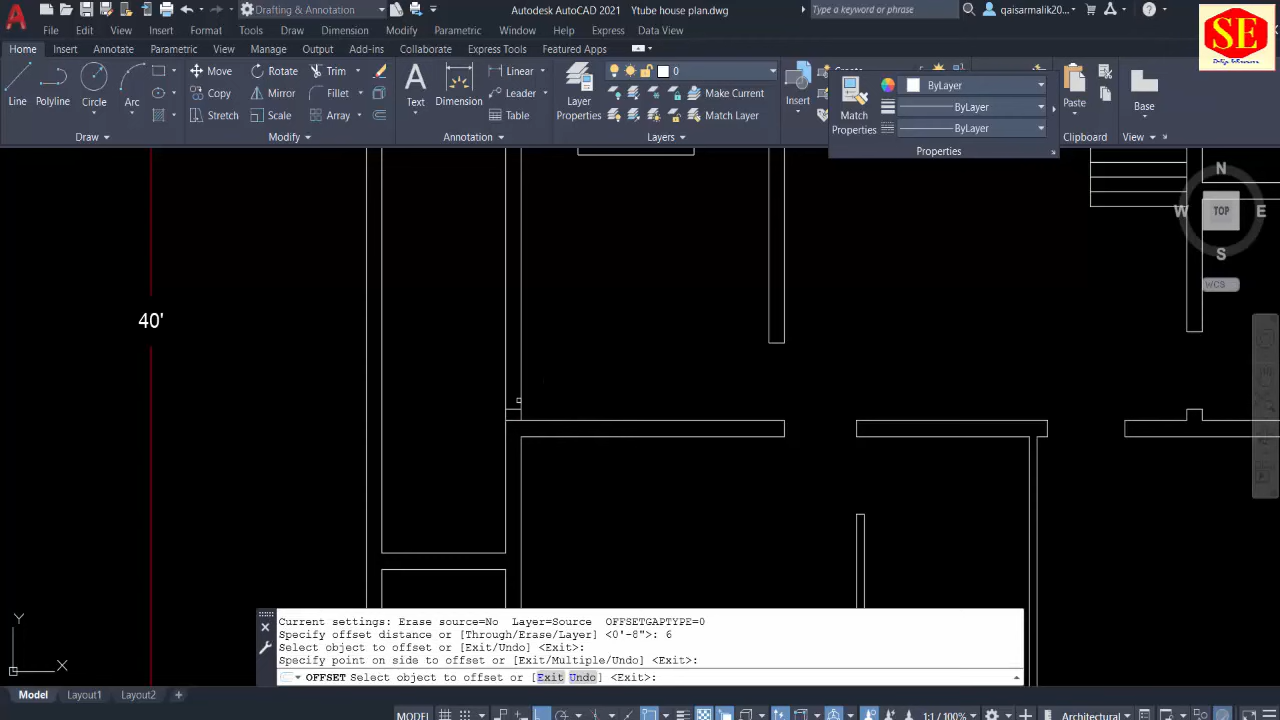 Drafting & Annotation
Autodesk AutoCAD 2021 Ytube house plan.dwg
Type a keyword or phrase
qaisarmalik20...
SE
File Edit View Insert Format Tools Draw Dimension Modify Parametric Window Help Express Data View
Home Insert Annotate Parametric View Manage Output Add-ins Collaborate Express Tools Featured Apps
Move Rotate Trim
Linear
0
ByLayer
Line Polyline Circle Arc
Copy Mirror Fillet
Text Dimension
Leader
Layer Properties
Make Current
Insert
Match Properties
ByLayer
Paste
Base
Stretch Scale Array
Table
Match Layer
ByLayer
Draw Modify Annotation Layers Properties Clipboard View
N
W TOP E
S
WCS
40'
Current settings: Erase source=No Layer=Source OFFSETGAPTYPE=0
Specify offset distance or [Through/Erase/Layer] <0'-8">: 6
Select object to offset or [Exit/Undo] <Exit>:
Specify point on side to offset or [Exit/Multiple/Undo] <Exit>:
OFFSET Select object to offset or [Exit Undo] <Exit>:
Y
X
Model Layout1 Layout2 +
MODEL 1:1 / 100% Architectural